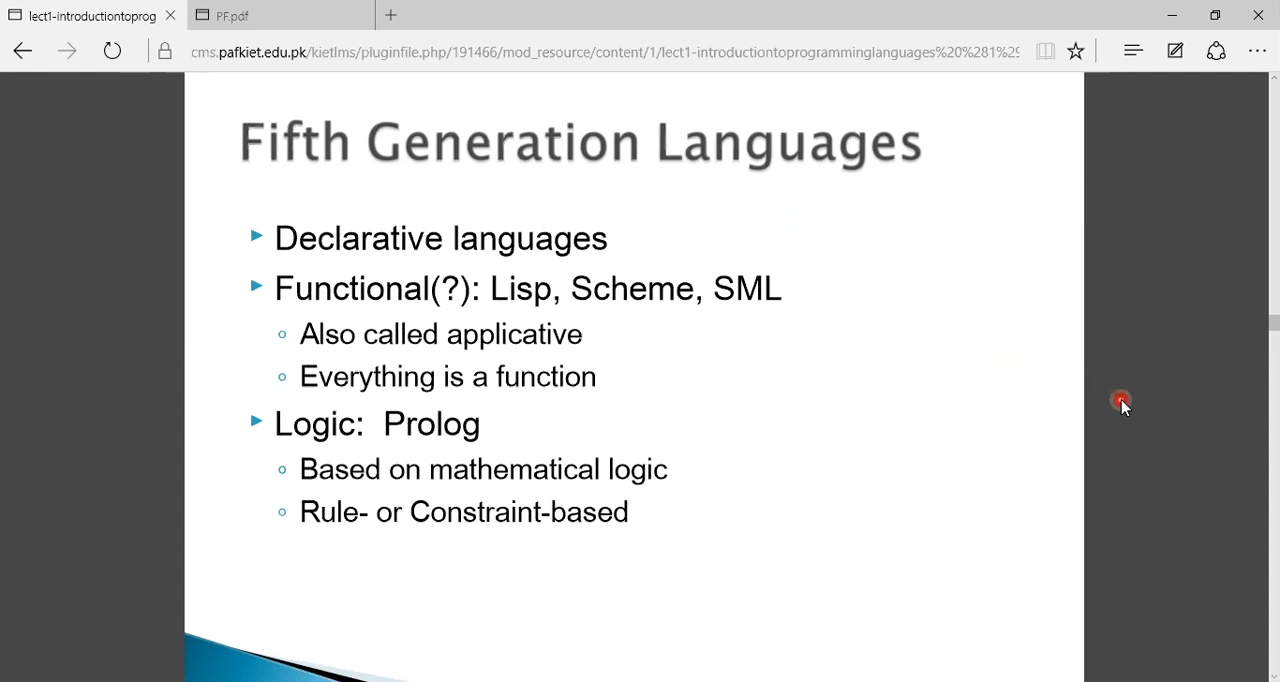 lect1-introductiontoprog
PF.pdf
cms.pafkiet.edu.pk/kietlms/pluginfile.php/191466/mod_resource/content/1/lect1-introductiontoprogramminglanguages%20%281%29
Fifth Generation Languages
Declarative languages
Functional(?): Lisp, Scheme, SML
Also called applicative
Everything is a function
Logic: Prolog
Based on mathematical logic
Rule- or Constraint-based